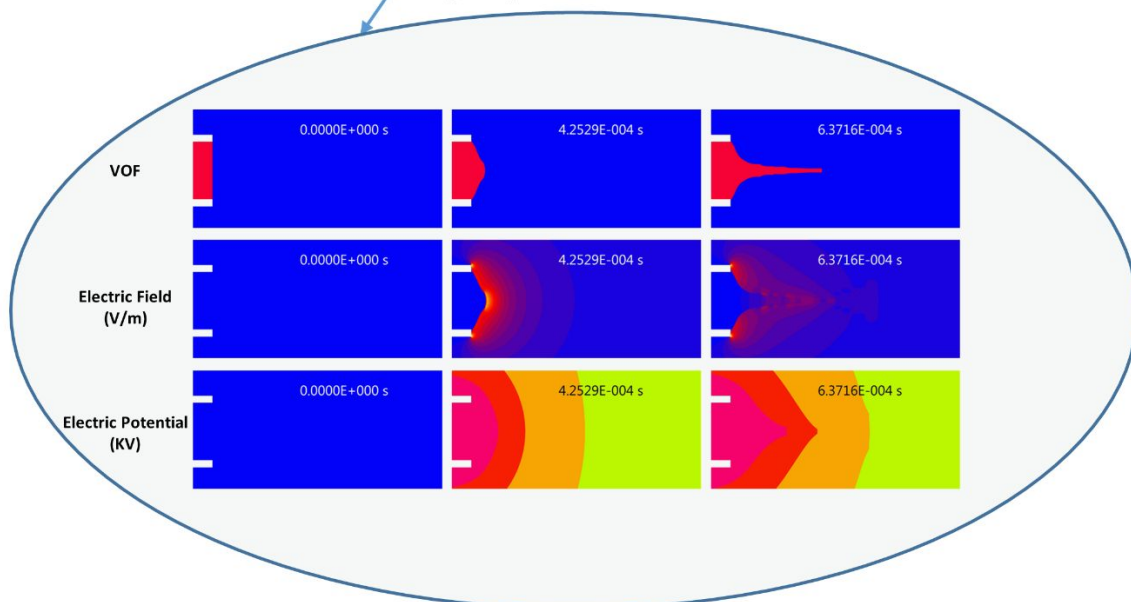 0.0000E+000 s
4.2529E-004 s
6.3716E-004 s
VOF
0.0000E+000 s
4.2529E-004 s
6.3716E-004 s
Electric Field
(V/m)
0.0000E+000 s
4.2529E-004 s
6.3716E-004 s
Electric Potential
(KV)